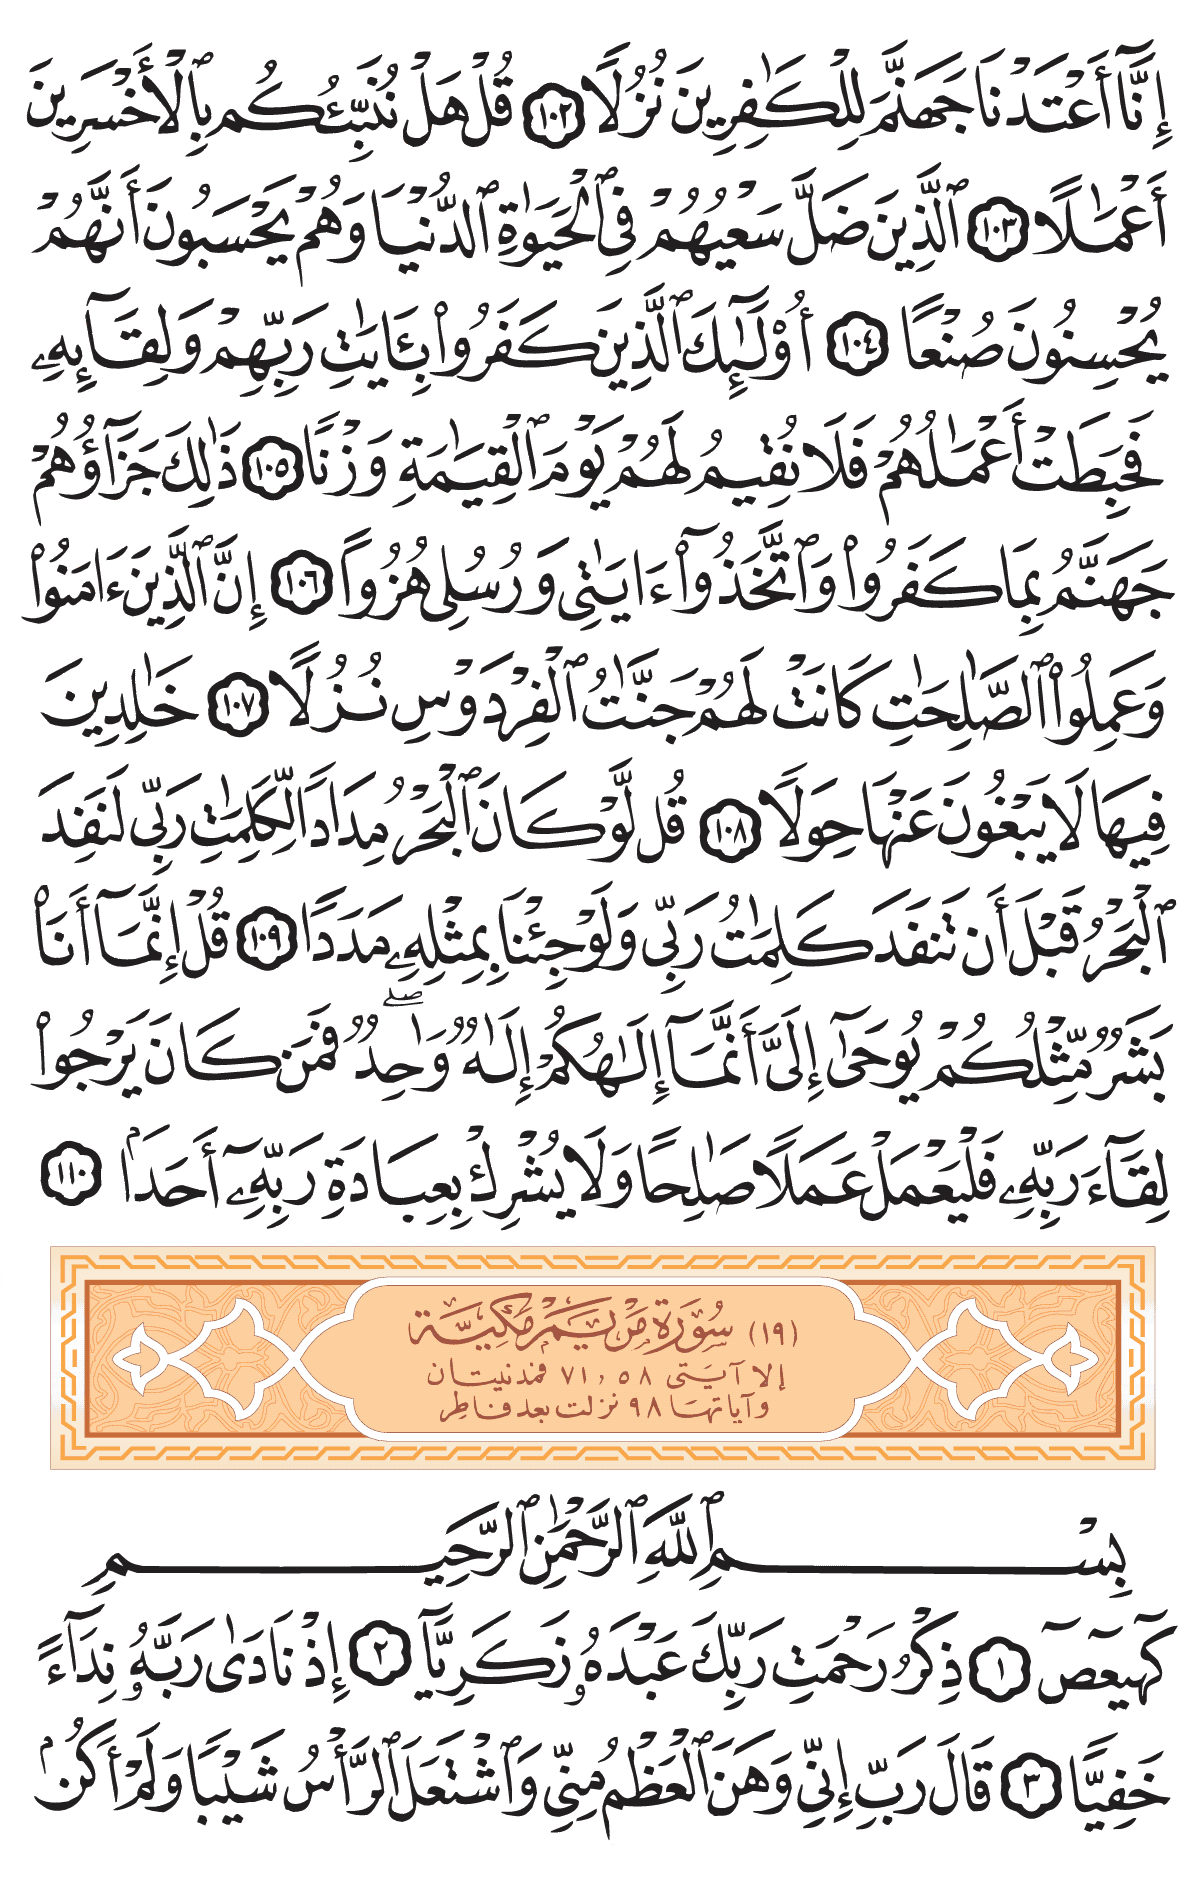 إِنَّآ أَعْتَدْنَا جَهَنَّمَ لِلْكَٰفِرِينَ نُزُلًا ١٠٢ قُلْ هَلْ نُنَبِّئُكُم بِٱلْأَخْسَرِينَ
أَعْمَٰلًا ١٠٣ ٱلَّذِينَ ضَلَّ سَعْيُهُمْ فِى ٱلْحَيَوٰةِ ٱلدُّنْيَا وَهُمْ يَحْسَبُونَ أَنَّهُمْ
يُحْسِنُونَ صُنْعًا ١٠٤ أُوْلَٰٓئِكَ ٱلَّذِينَ كَفَرُوا۟ بِـَٔايَٰتِ رَبِّهِمْ وَلِقَآئِهِۦ
فَحَبِطَتْ أَعْمَٰلُهُمْ فَلَا نُقِيمُ لَهُمْ يَوْمَ ٱلْقِيَٰمَةِ وَزْنًا ١٠٥ ذَٰلِكَ جَزَآؤُهُمْ
جَهَنَّمُ بِمَا كَفَرُوا۟ وَٱتَّخَذُوٓا۟ ءَايَٰتِى وَرُسُلِى هُزُوًا ١٠٦ إِنَّ ٱلَّذِينَ ءَامَنُوا۟
وَعَمِلُوا۟ ٱلصَّٰلِحَٰتِ كَانَتْ لَهُمْ جَنَّٰتُ ٱلْفِرْدَوْسِ نُزُلًا ١٠٧ خَٰلِدِينَ
فِيهَا لَا يَبْغُونَ عَنْهَا حِوَلًا ١٠٨ قُل لَّوْ كَانَ ٱلْبَحْرُ مِدَادًا لِّكَلِمَٰتِ رَبِّى لَنَفِدَ
ٱلْبَحْرُ قَبْلَ أَن تَنفَدَ كَلِمَٰتُ رَبِّى وَلَوْ جِئْنَا بِمِثْلِهِۦ مَدَدًا ١٠٩ قُلْ إِنَّمَآ أَنَا۠
بَشَرٌ مِّثْلُكُمْ يُوحَىٰٓ إِلَىَّ أَنَّمَآ إِلَٰهُكُمْ إِلَٰهٌ وَٰحِدٌ ۖ فَمَن كَانَ يَرْجُوا۟
لِقَآءَ رَبِّهِۦ فَلْيَعْمَلْ عَمَلًا صَٰلِحًا وَلَا يُشْرِكْ بِعِبَادَةِ رَبِّهِۦٓ أَحَدًۢا ١١٠
(١٩) سُورَة مَرْيَم مَكِيَّة
إلا آيتى ٥٨ , ٧١ فمدنيتان
وآياتها ٩٨ نزلت بعد فاطِر
بِسْمِ ٱللَّهِ ٱلرَّحْمَٰنِ ٱلرَّحِيمِ
كٓهيعٓصٓ ١ ذِكْرُ رَحْمَتِ رَبِّكَ عَبْدَهُۥ زَكَرِيَّآ ٢ إِذْ نَادَىٰ رَبَّهُۥ نِدَآءً
خَفِيًّا ٣ قَالَ رَبِّ إِنِّى وَهَنَ ٱلْعَظْمُ مِنِّى وَٱشْتَعَلَ ٱلرَّأْسُ شَيْبًا وَلَمْ أَكُنۢ